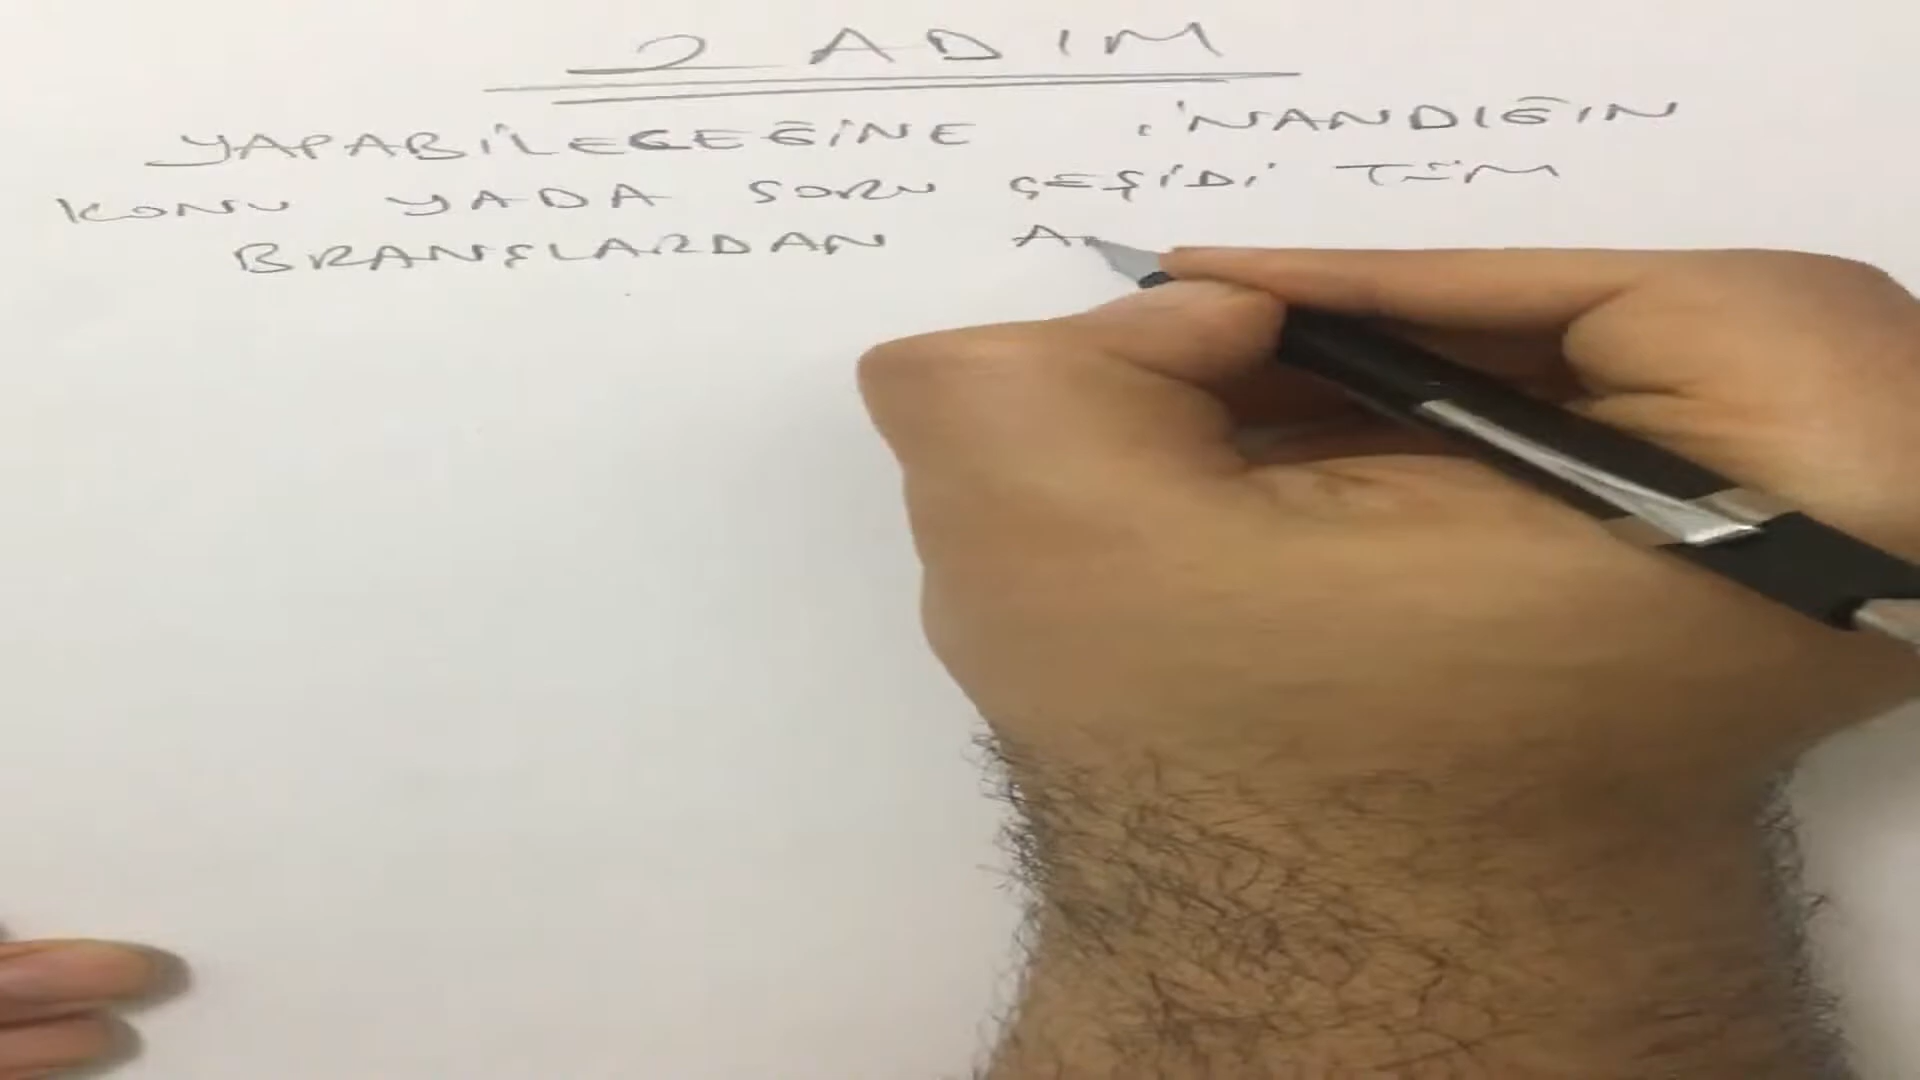 2 ADIM
YAPABİLECEĞİNE İNANDIĞIN
KONU YADA SORU ÇEŞİDİ TÜM
BRANŞLARDAN